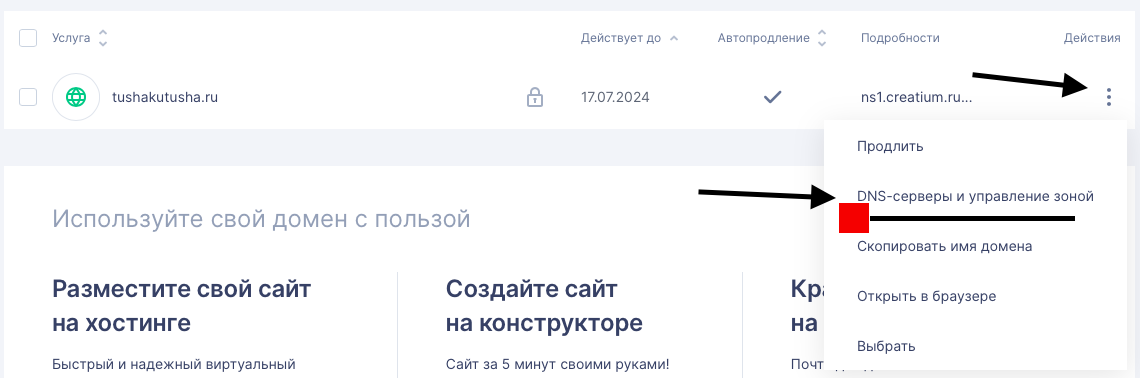 Услуга Действует до Автопродление Подробности Действия
tushakutusha.ru 17.07.2024 ns1.creatium.ru...
Продлить
DNS-серверы и управление зоной
Скопировать имя домена
Открыть в браузере
Выбрать
Используйте свой домен с пользой
Разместите свой сайт
на хостинге
Быстрый и надежный виртуальный
Создайте сайт
на конструкторе
Сайт за 5 минут своими руками!
на